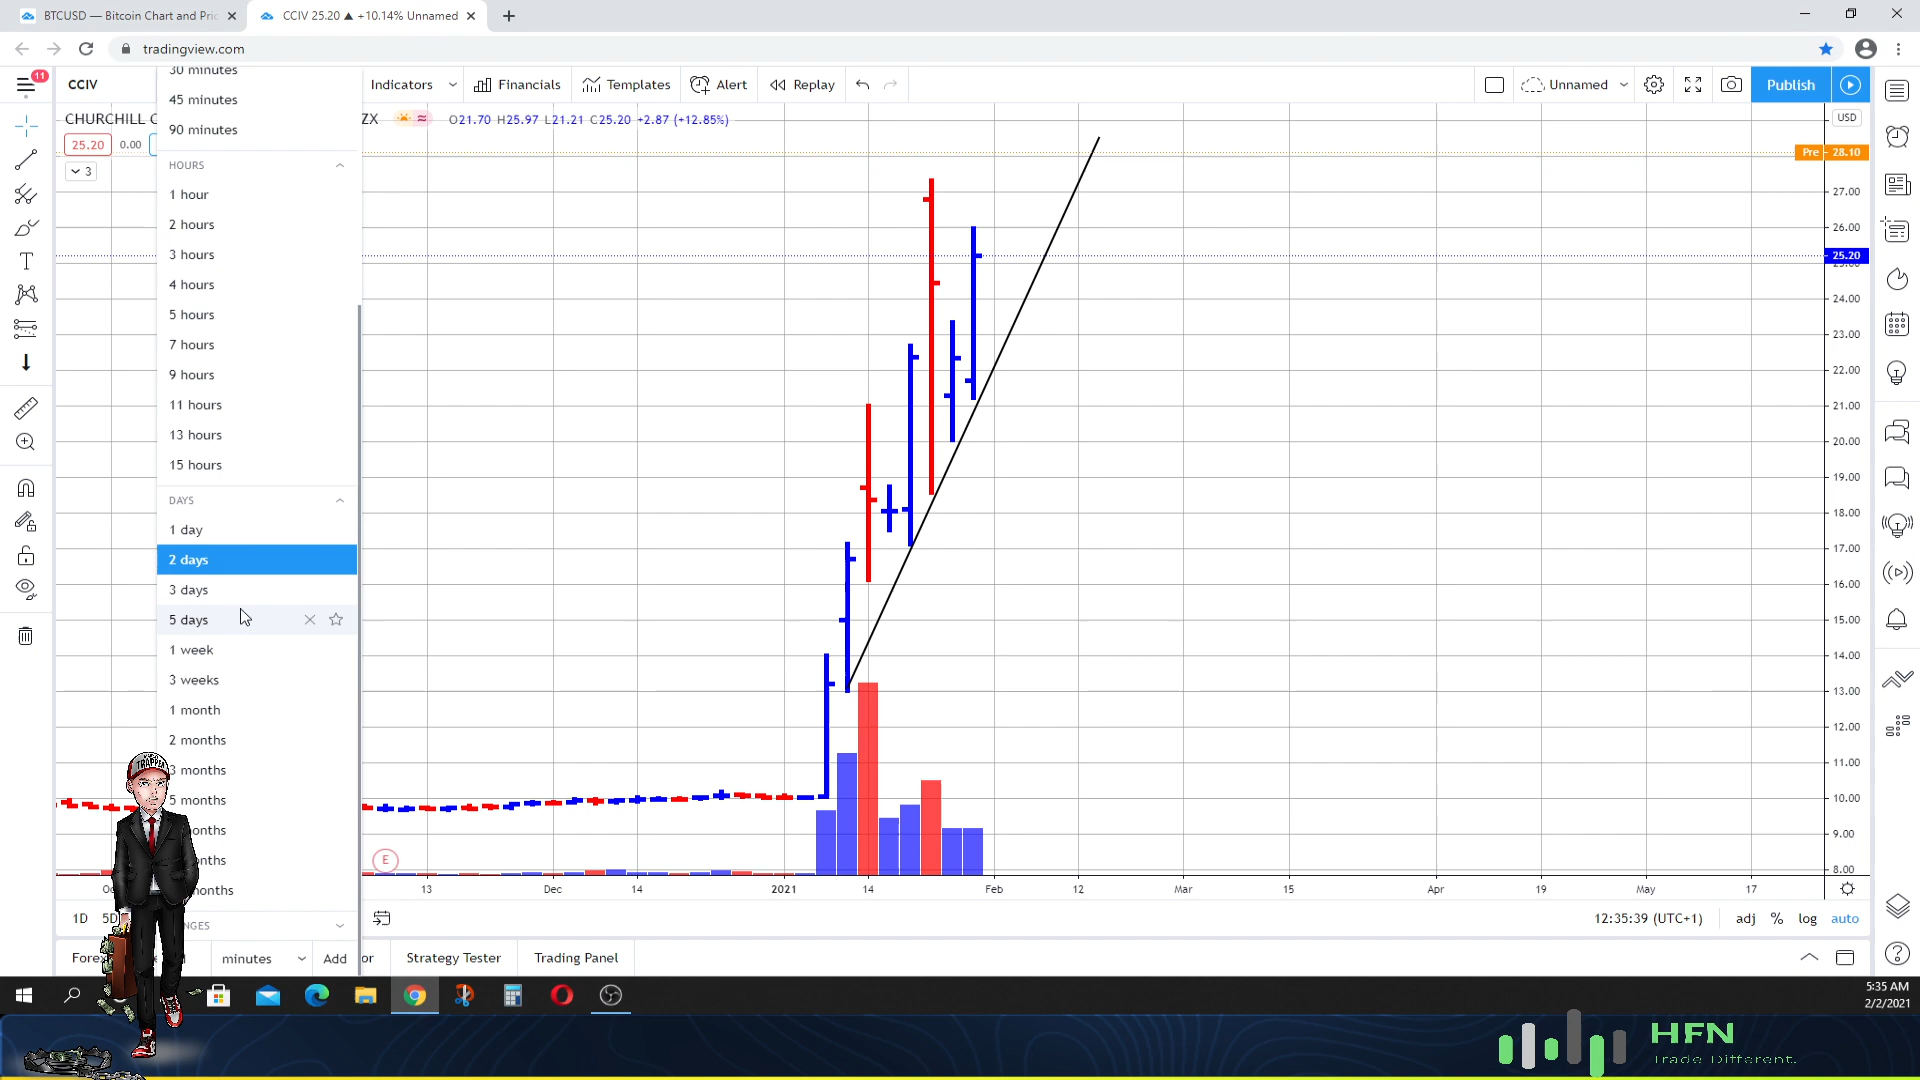 BTCUSD — Bitcoin Chart and Pric
CCIV 25.20 ▲ +10.14% Unnamed
tradingview.com
11
CCIV
Indicators
Financials
Templates
Alert
Replay
Unnamed
Publish
CHURCHILL C
ZX
O21.70 H25.97 L21.21 C25.20 +2.87 (+12.85%)
25.20
0.00
3
USD
Pre
28.10
27.00
26.00
25.20
24.00
23.00
22.00
21.00
20.00
19.00
18.00
17.00
16.00
15.00
14.00
13.00
12.00
11.00
10.00
9.00
8.00
30 minutes
45 minutes
90 minutes
HOURS
1 hour
2 hours
3 hours
4 hours
5 hours
7 hours
9 hours
11 hours
13 hours
15 hours
DAYS
1 day
2 days
3 days
5 days
1 week
3 weeks
1 month
2 months
3 months
5 months
months
TRAPPER
E
13
Dec
14
2021
14
Feb
12
Mar
15
Apr
19
May
17
1D
5D
NGES
12:35:39 (UTC+1)
adj
%
log
auto
Forex
minutes
Add
or
Strategy Tester
Trading Panel
5:35 AM
2/2/2021
HFN
Trade Different.